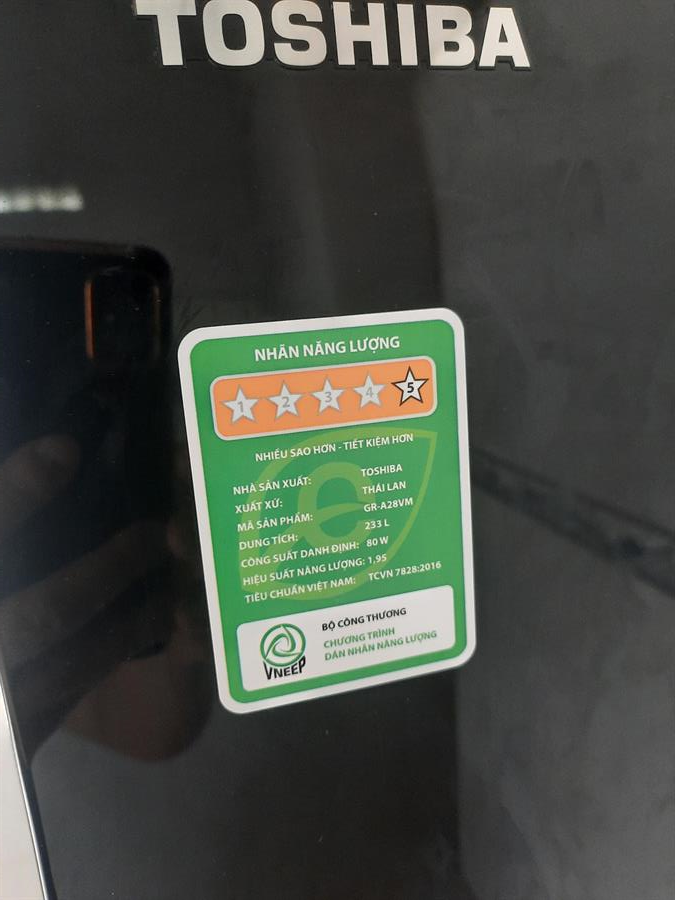 TOSHIBA
NHÃN NĂNG LƯỢNG
1 2 3 4 5
NHIỀU SAO HƠN - TIẾT KIỆM HƠN
NHÀ SẢN XUẤT: TOSHIBA
XUẤT XỨ: THÁI LAN
MÃ SẢN PHẨM: GR-A28VM
DUNG TÍCH: 233 L
CÔNG SUẤT DANH ĐỊNH: 80 W
HIỆU SUẤT NĂNG LƯỢNG: 1,95
TIÊU CHUẨN VIỆT NAM: TCVN 7828:2016
BỘ CÔNG THƯƠNG
CHƯƠNG TRÌNH
DÁN NHÃN NĂNG LƯỢNG
VNEEP